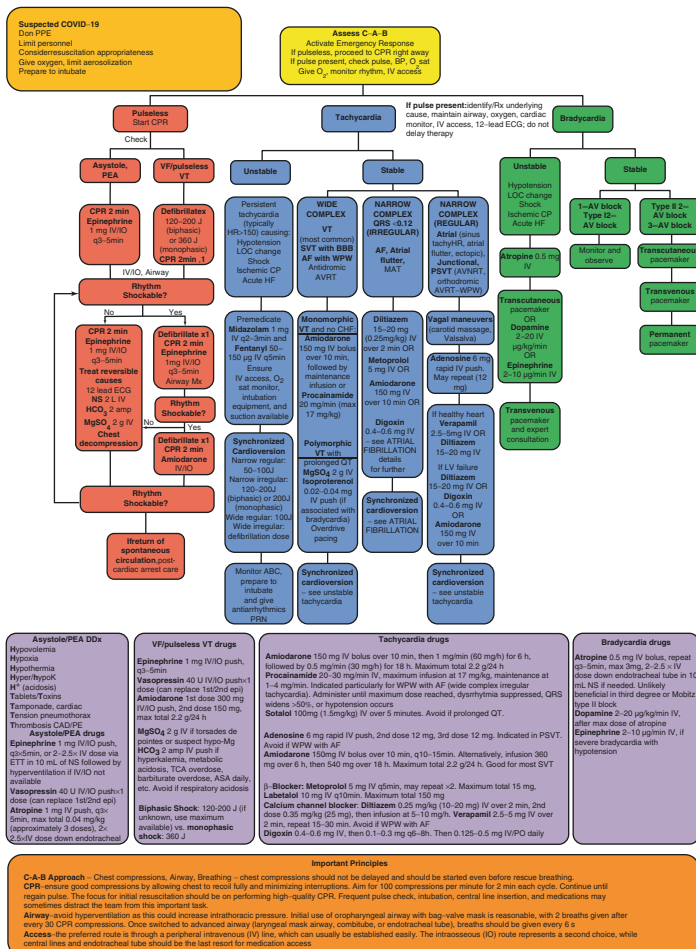 Suspected COVID–19
Don PPE
Limit personnel
Considerresuscitation appropriateness
Give oxygen, limit aerosolization
Prepare to intubate
Assess C–A–B
Activate Emergency Response
If pulseless, proceed to CPR right away
If pulse present, check pulse, BP, O2sat
Give O2, monitor rhythm, IV access
If pulse present:identify/Rx underlying
cause, maintain airway, oxygen, cardiac
monitor, IV access, 12–lead ECG; do not
delay therapy
Pulseless
Start CPR
Check
Asystole,
PEA
VF/pulseless
VT
CPR 2 min
Epinephrine
1 mg IV/IO
q3–5min
Defibrillatex
120–200 J
(biphasic)
or 360 J
(monophasic)
CPR 2min ,1
IV/IO, Airway
Rhythm
Shockable?
No
Yes
CPR 2 min
Epinephrine
1 mg IV/IO
q3–5min
Treat reversible
causes
12 lead ECG
NS 2 L IV
HCO3 2 amp
MgSO4 2 g IV
Chest
decompression
Defibrillate x1
CPR 2 min
Epinephrine
1mg IV/IO
q3–5min
Airway Mx
Rhythm
Shockable?
No
Yes
Defibrillate x1
CPR 2 min
Amiodarone
IV/IO
Rhythm
Shockable?
Ifreturn of
spontaneous
circulation,post-
cardiac arrest care
Tachycardia
Unstable
Persistent
tachycardia
(typically
HR>150) causing:
Hypotension
LOC change
Shock
Ischemic CP
Acute HF
Premedicate
Midazolam 1 mg
IV q2–3min and
Fentanyl 50–
150 µg IV q5min
Ensure
IV access, O2
sat monitor,
intubation
equipment, and
suction available
Synchronized
Cardioversion
Narrow regular:
50–100J
Narrow irregular:
120–200J
(biphasic) or 200J
(monophasic)
Wide regular: 100J
Wide irregular:
defibrillation dose
Monitor ABC,
prepare to
intubate
and give
antiarrhythmics
PRN
Stable
WIDE
COMPLEX
VT
(most common)
SVT with BBB
AF with WPW
Antidromic
AVRT
Monomorphic
VT and no CHF:
Amiodarone
150 mg IV bolus
over 10 min,
followed by
maintenance
infusion or
Procainamide
20 mg/min (max
17 mg/kg)
Polymorphic
VT with
prolonged QT
MgSO4 2 g IV
Isoproterenol
0.02–0.04 mg
IV push (if
associated with
bradycardia)
Overdrive
pacing
Synchronized
cardioversion
– see unstable
tachycardia
NARROW
COMPLEX
QRS <0.12
(IRREGULAR)
AF, Atrial
flutter,
MAT
Diltiazem
15–20 mg
(0.25mg/kg) IV
over 2 min OR
Metoprolol
5 mg IV OR
Amiodarone
150 mg IV
over 10 min OR
Digoxin
0.4–0.6 mg IV
– see ATRIAL
FIBRILLATION
details
for further
Synchronized
cardioversion
– see ATRIAL
FIBRILLATION
NARROW
COMPLEX
(REGULAR)
Atrial (sinus
tachyHR, atrial
flutter, ectopic),
Junctional,
PSVT (AVNRT,
orthodromic
AVRT–WPW)
Vagal maneuvers
(carotid massage,
Valsalva)
Adenosine 6 mg
rapid IV push.
May repeat (12
mg)
If healthy heart
Verapamil
2.5–5mg IV OR
Diltiazem
15–20 mg IV
If LV failure
Diltiazem
15–20 mg IV OR
Digoxin
0.4–0.6 mg IV
OR
Amiodarone
150 mg IV
over 10 min
Synchronized
cardioversion
– see unstable
tachycardia
Bradycardia
Unstable
Hypotension
LOC change
Shock
Ischemic CP
Acute HF
Atropine 0.5 mg
IV
Transcutaneous
pacemaker
OR
Dopamine
2–20 IV
µg/kg/min
OR
Epinephrine
2–10 µg/min IV
Transvenous
pacemaker
and expert
consultation
Stable
1–AV block
Type I2–
AV block
Monitor and
observe
Type II 2–
AV block
3–AV block
Transcutaneous
pacemaker
Transvenous
pacemaker
Permanent
pacemaker
Asystole/PEA DDx
Hypovolemia
Hypoxia
Hypothermia
Hyper/hypoK
H+ (acidosis)
Tablets/Toxins
Tamponade, cardiac
Tension pneumothorax
Thrombosis CAD/PE
Asystole/PEA drugs
Epinephrine 1 mg IV/IO push,
q3×5min, or 2–2.5× IV dose via
ETT in 10 mL of NS followed by
hyperventilation if IV/IO not
available
Vasopressin 40 U IV/IO push×1
dose (can replace 1st/2nd epi)
Atropine 1 mg IV push, q3×
5min, max total 0.04 mg/kg
(approximately 3 doses), 2×
2.5×IV dose down endotracheal
VF/pulseless VT drugs
Epinephrine 1 mg IV/IO push,
q3–5min
Vasopressin 40 U IV/IO push×1
dose (can replace 1st/2nd epi)
Amiodarone 1st dose 300 mg
IV/IO push, 2nd dose 150 mg,
max total 2.2 g/24 h
MgSO4 2 g IV if torsades de
pointes or suspect hypo-Mg
HCO3 2 amp IV push if
hyperkalemia, metabolic
acidosis, TCA overdose,
barbiturate overdose, ASA daily,
etc. Avoid if respiratory acidosis
Biphasic Shock: 120-200 J (if
unknown, use maximum
available) vs. monophasic
shock: 360 J
Tachycardia drugs
Amiodarone 150 mg IV bolus over 10 min, then 1 mg/min (60 mg/h) for 6 h,
followed by 0.5 mg/min (30 mg/h) for 18 h. Maximum total 2.2 g/24 h
Procainamide 20–30 mg/min IV, maximum infusion at 17 mg/kg, maintenance at
1–4 mg/min. Indicated particularly for WPW with AF (wide complex irregular
tachycardia). Administer until maximum dose reached, dysrrhytmia suppressed, QRS
widens >50%, or hypotension occurs
Sotalol 100mg (1.5mg/kg) IV over 5 minutes. Avoid if prolonged QT.
Adenosine 6 mg rapid IV push, 2nd dose 12 mg, 3rd dose 12 mg. Indicated in PSVT.
Avoid if WPW with AF
Amiodarone 150mg IV bolus over 10 min, q10–15min. Alternatively, infusion 360
mg over 6 h, then 540 mg over 18 h. Maximum total 2.2 g/24 h. Good for most SVT
β–Blocker: Metoprolol 5 mg IV q5min, may repeat ×2. Maximum total 15 mg,
Labetalol 10 mg IV q10min. Maximum total 150 mg
Calcium channel blocker: Diltiazem 0.25 mg/kg (10–20 mg) IV over 2 min, 2nd
dose 0.35 mg/kg (25 mg), then infusion at 5–10 mg/h. Verapamil 2.5–5 mg IV over
2 min, repeat 15–30 min. Avoid if WPW with AF
Digoxin 0.4–0.6 mg IV, then 0.1–0.3 mg q6–8h. Then 0.125–0.5 mg IV/PO daily
Bradycardia drugs
Atropine 0.5 mg IV bolus, repeat
q3–5min, max 3mg, 2–2.5 × IV
dose down endotracheal tube in 10
mL NS if needed. Unlikely
beneficial in third degree or Mobitz
type II block
Dopamine 2–20 µg/kg/min IV,
after max dose of atropine
Epinephrine 2–10 µg/min IV, if
severe bradycardia with
hypotension
Important Principles
C-A-B Approach – Chest compressions, Airway, Breathing – chest compressions should not be delayed and should be started even before rescue breathing.
CPR–ensure good compressions by allowing chest to recoil fully and minimizing interruptions. Aim for 100 compressions per minute for 2 min each cycle. Continue until
regain pulse. The focus for initial resuscitation should be on performing high–quality CPR. Frequent pulse check, intubation, central line insertion, and medications may
sometimes distract the team from this important task.
Airway–avoid hyperventilation as this could increase intrathoracic pressure. Initial use of oropharyngeal airway with bag–valve mask is reasonable, with 2 breaths given after
every 30 CPR compressions. Once switched to advanced airway (laryngeal mask airway, combitube, or endotracheal tube), breaths should be given every 6 s
Access–the preferred route is through a peripheral intravenous (IV) line, which can usually be established easily. The intraosseous (IO) route represents a second choice, while
central lines and endotracheal should be the last resort for medication access